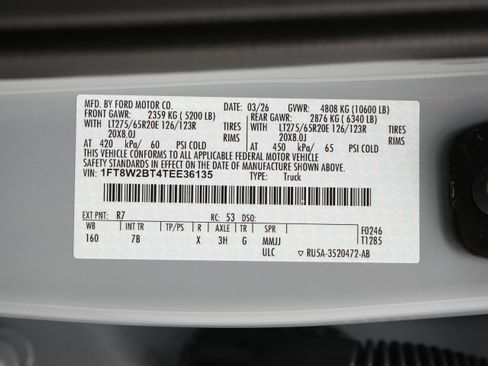 MFD. BY FORD MOTOR CO. DATE: 03/26 GVWR: 4808 KG (10600 LB)
FRONT GAWR: 2359 KG (5200 LB) REAR GAWR: 2876 KG (6340 LB)
WITH LT275/65R20E 126/123R TIRES WITH LT275/65R20E 126/123R TIRES
20X8.0J RIMS 20X8.0J RIMS
AT 420 kPa/ 60 PSI COLD AT 450 kPa/ 65 PSI COLD
THIS VEHICLE CONFORMS TO ALL APPLICABLE FEDERAL MOTOR VEHICLE
SAFETY STANDARDS IN EFFECT ON THE DATE OF MANUFACTURE SHOWN ABOVE.
VIN: 1FT8W2BT4TEE36135 TYPE: Truck
EXT PNT: R7 RC: 53 DSO:
WB INT TR TP/PS R AXLE TR SPR F0246
160 7B X 3H G MMJJ T1285
ULC ▽ RU5A-3520472-AB